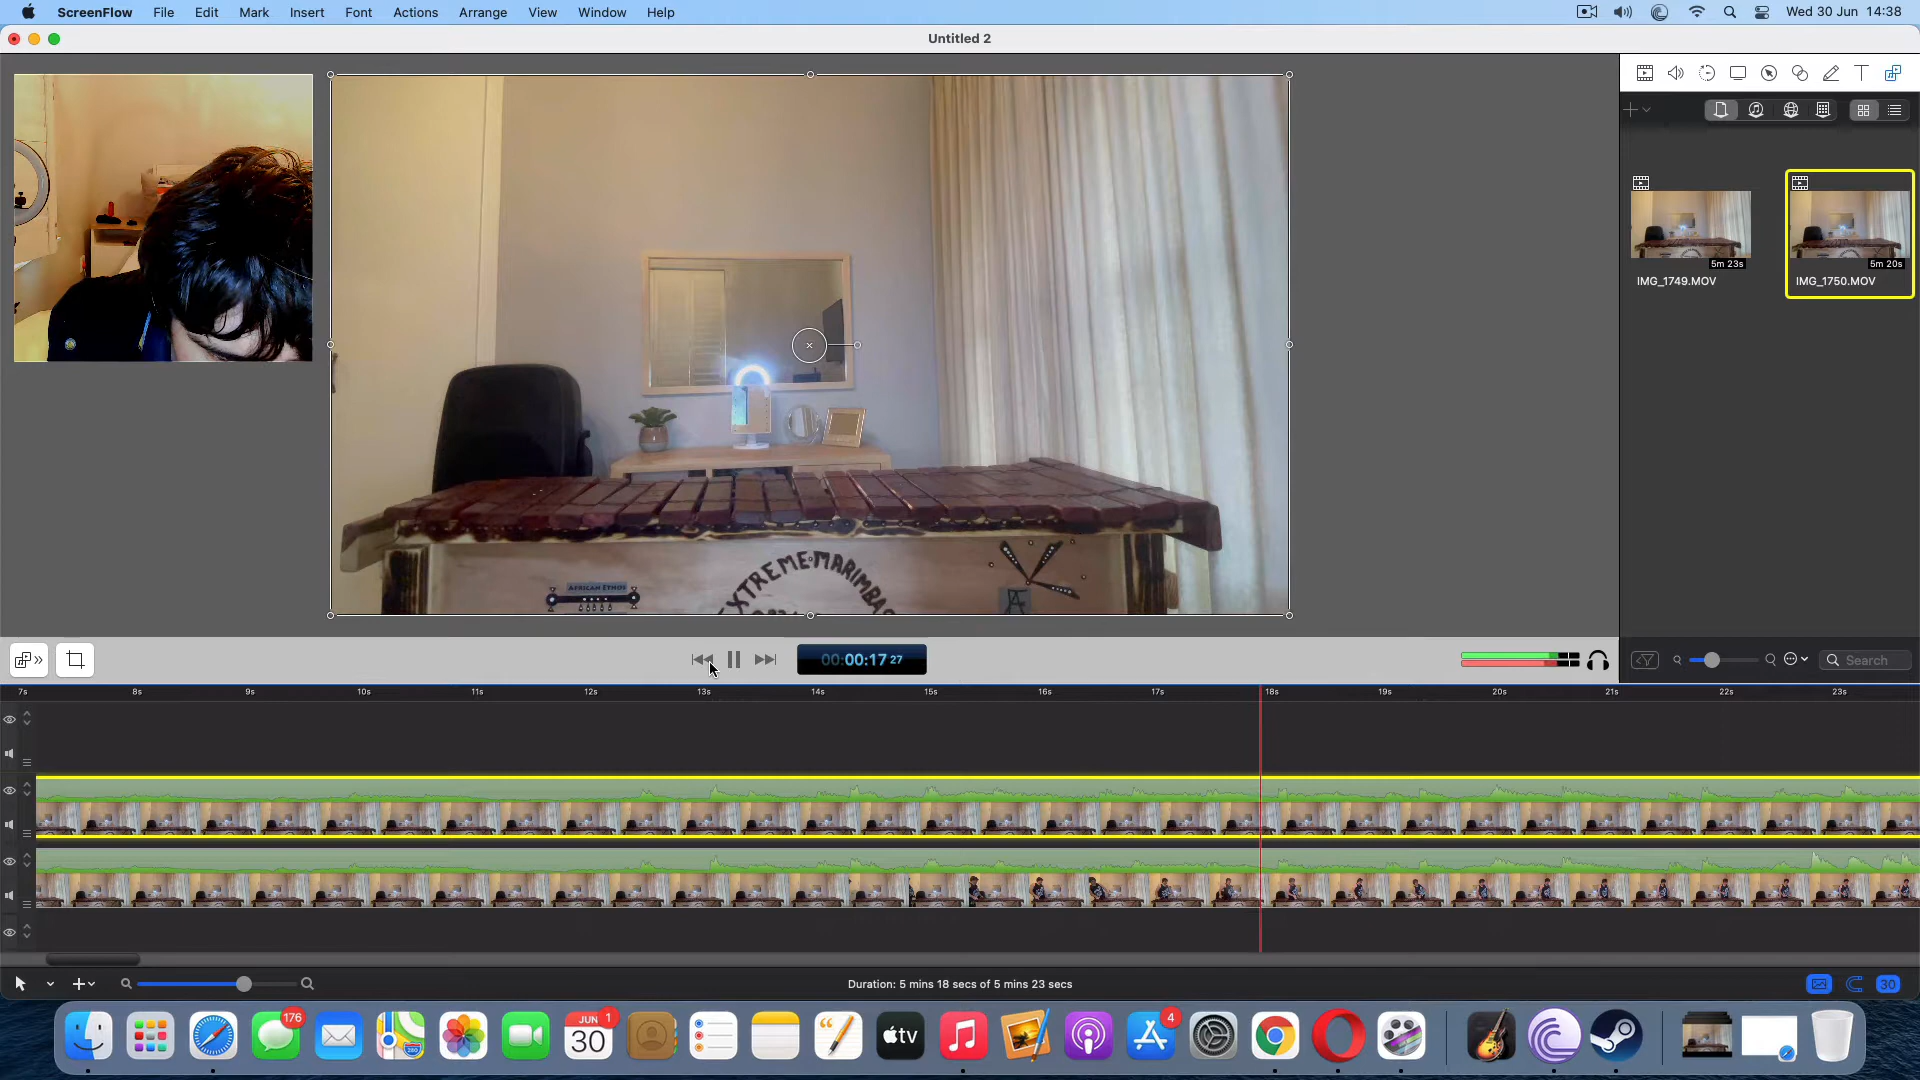 ScreenFlow File Edit Mark Insert Font Actions Arrange View Window Help Wed 30 Jun 14:38
Untitled 2
5m 23s
5m 20s
IMG_1749.MOV
IMG_1750.MOV
AFRICAN ETHOS
EXTREME MARIMBAS
00:00:17 27
Search
7s 8s 9s 10s 11s 12s 13s 14s 15s 16s 17s 18s 19s 20s 21s 22s 23s
Duration: 5 mins 18 secs of 5 mins 23 secs
30
176
JUN 1
30
tv
4